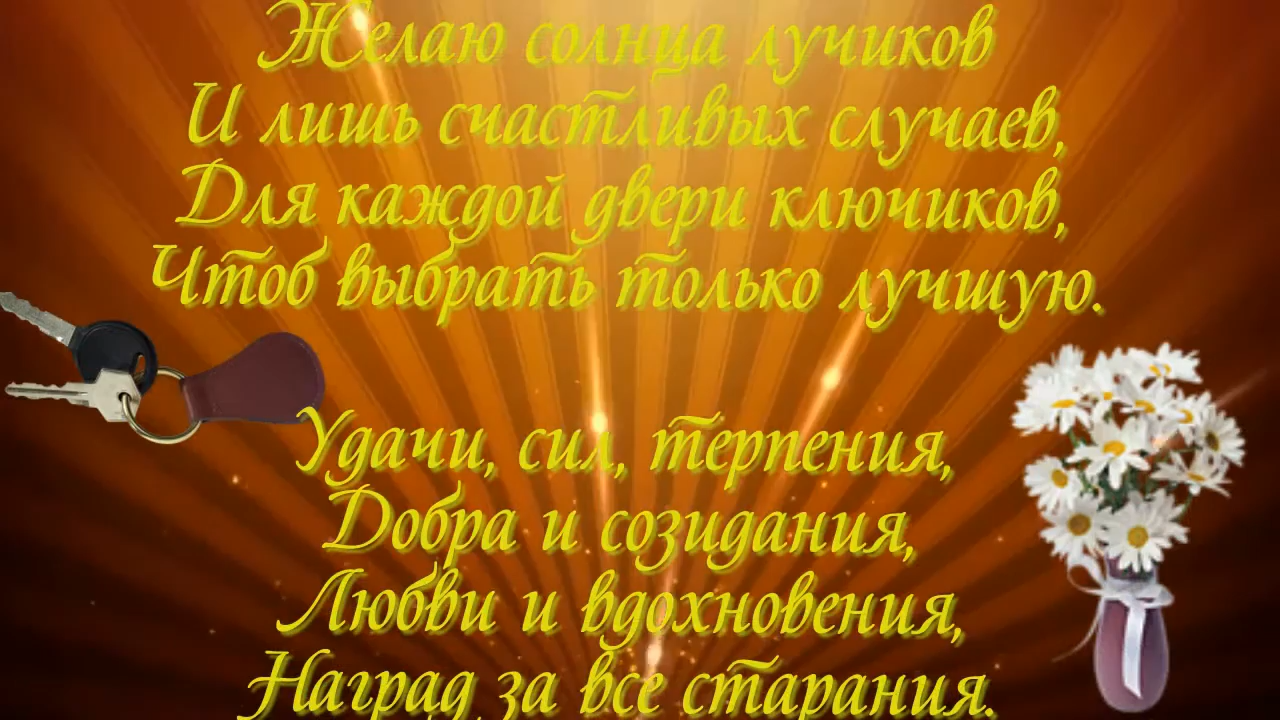 Желаю солнца лучиков
И лишь счастливых случаев,
Для каждой двери ключиков,
Чтоб выбрать только лучшую.
Удачи, сил, терпения,
Добра и созидания,
Любви и вдохновения,
Наград за все старания.